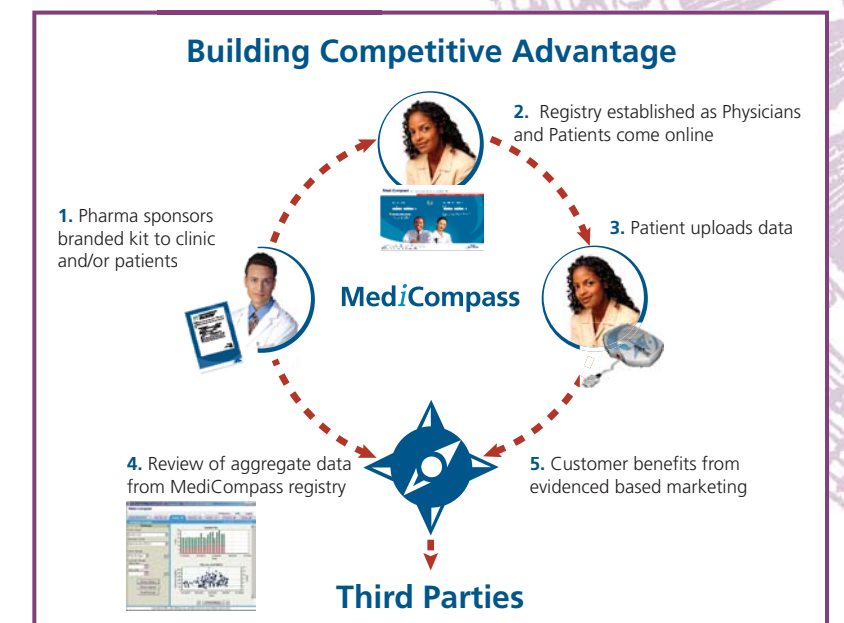 Building Competitive Advantage
2. Registry established as Physicians
and Patients come online
1. Pharma sponsors
branded kit to clinic
and/or patients
3. Patient uploads data
MediCompass
4. Review of aggregate data
from MediCompass registry
5. Customer benefits from
evidenced based marketing
Third Parties